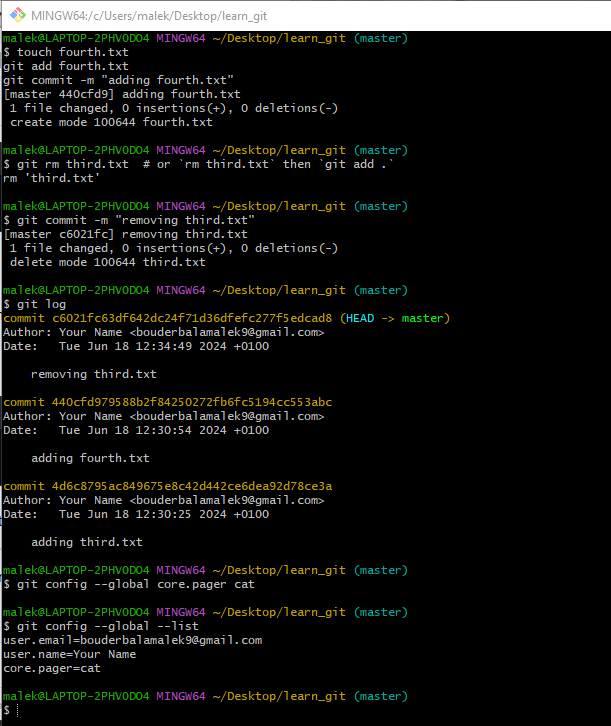 MINGW64:/c/Users/malek/Desktop/learn_git
malek@LAPTOP-2PHVODO4 MINGW64 ~/Desktop/learn_git (master)
$ touch fourth.txt
git add fourth.txt
git commit -m "adding fourth.txt"
[master 440cfd9] adding fourth.txt
 1 file changed, 0 insertions(+), 0 deletions(-)
 create mode 100644 fourth.txt

malek@LAPTOP-2PHVODO4 MINGW64 ~/Desktop/learn_git (master)
$ git rm third.txt  # or `rm third.txt` then `git add .`
rm 'third.txt'

malek@LAPTOP-2PHVODO4 MINGW64 ~/Desktop/learn_git (master)
$ git commit -m "removing third.txt"
[master c6021fc] removing third.txt
 1 file changed, 0 insertions(+), 0 deletions(-)
 delete mode 100644 third.txt

malek@LAPTOP-2PHVODO4 MINGW64 ~/Desktop/learn_git (master)
$ git log
commit c6021fc63df642dc24f71d36dfefc277f5edcad8 (HEAD -> master)
Author: Your Name <bouderbalamalek9@gmail.com>
Date:   Tue Jun 18 12:34:49 2024 +0100

    removing third.txt

commit 440cfd979588b2f84250272fb6fc5194cc553abc
Author: Your Name <bouderbalamalek9@gmail.com>
Date:   Tue Jun 18 12:30:54 2024 +0100

    adding fourth.txt

commit 4d6c8795ac849675e8c42d442ce6dea92d78ce3a
Author: Your Name <bouderbalamalek9@gmail.com>
Date:   Tue Jun 18 12:30:25 2024 +0100

    adding third.txt

malek@LAPTOP-2PHVODO4 MINGW64 ~/Desktop/learn_git (master)
$ git config --global core.pager cat

malek@LAPTOP-2PHVODO4 MINGW64 ~/Desktop/learn_git (master)
$ git config --global --list
user.email=bouderbalamalek9@gmail.com
user.name=Your Name
core.pager=cat

malek@LAPTOP-2PHVODO4 MINGW64 ~/Desktop/learn_git (master)
$